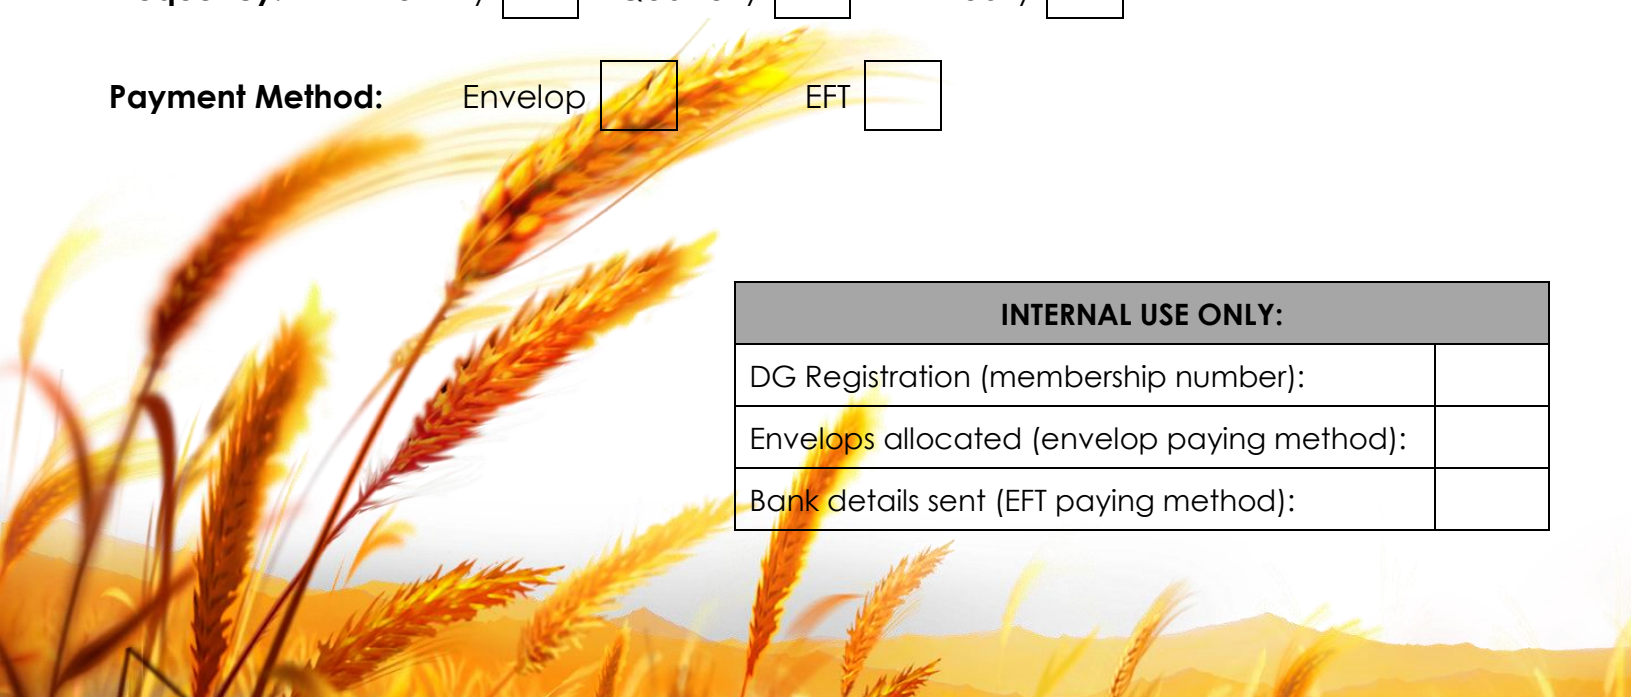 Payment Method: Envelop EFT
INTERNAL USE ONLY:
DG Registration (membership number):
Envelops allocated (envelop paying method):
Bank details sent (EFT paying method):